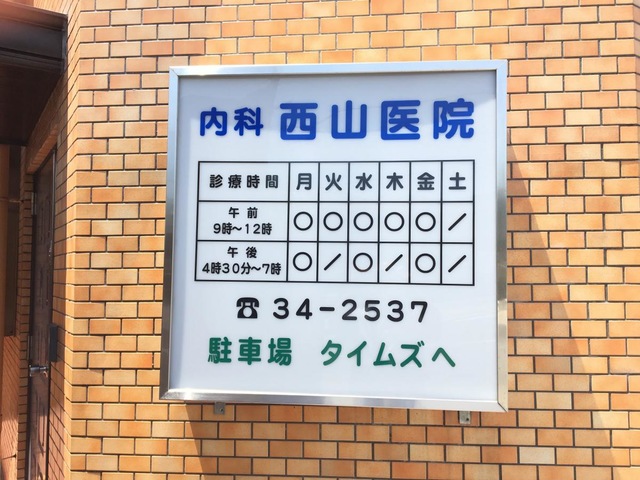 内科 西山医院
診療時間 月 火 水 木 金 土
午前 9時～12時 ○ ○ ○ ○ ○ ／
午後 4時30分～7時 ○ ／ ○ ／ ○ ／
☎ 34-2537
駐車場 タイムズへ